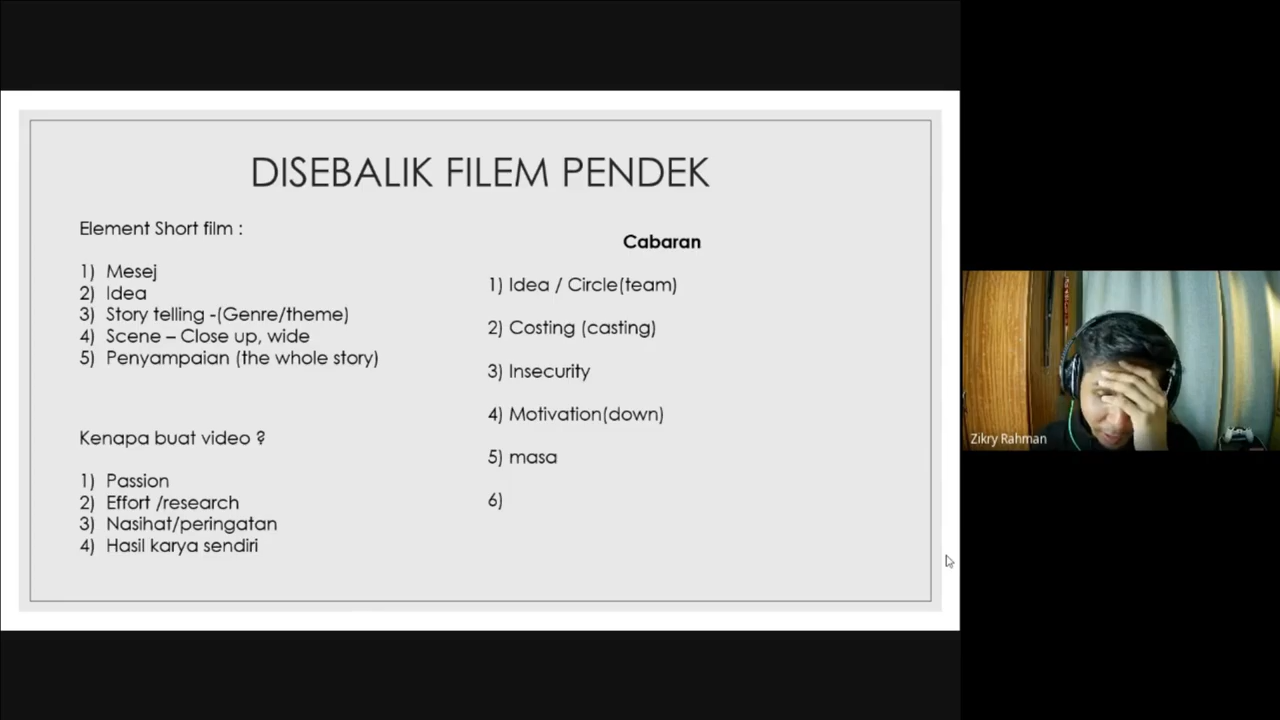 DISEBALIK FILEM PENDEK
Element Short film :
1) Mesej
2) Idea
3) Story telling -(Genre/theme)
4) Scene – Close up, wide
5) Penyampaian (the whole story)
Kenapa buat video ?
1) Passion
2) Effort /research
3) Nasihat/peringatan
4) Hasil karya sendiri
Cabaran
1) Idea / Circle(team)
2) Costing (casting)
3) Insecurity
4) Motivation(down)
5) masa
6)
Zikry Rahman